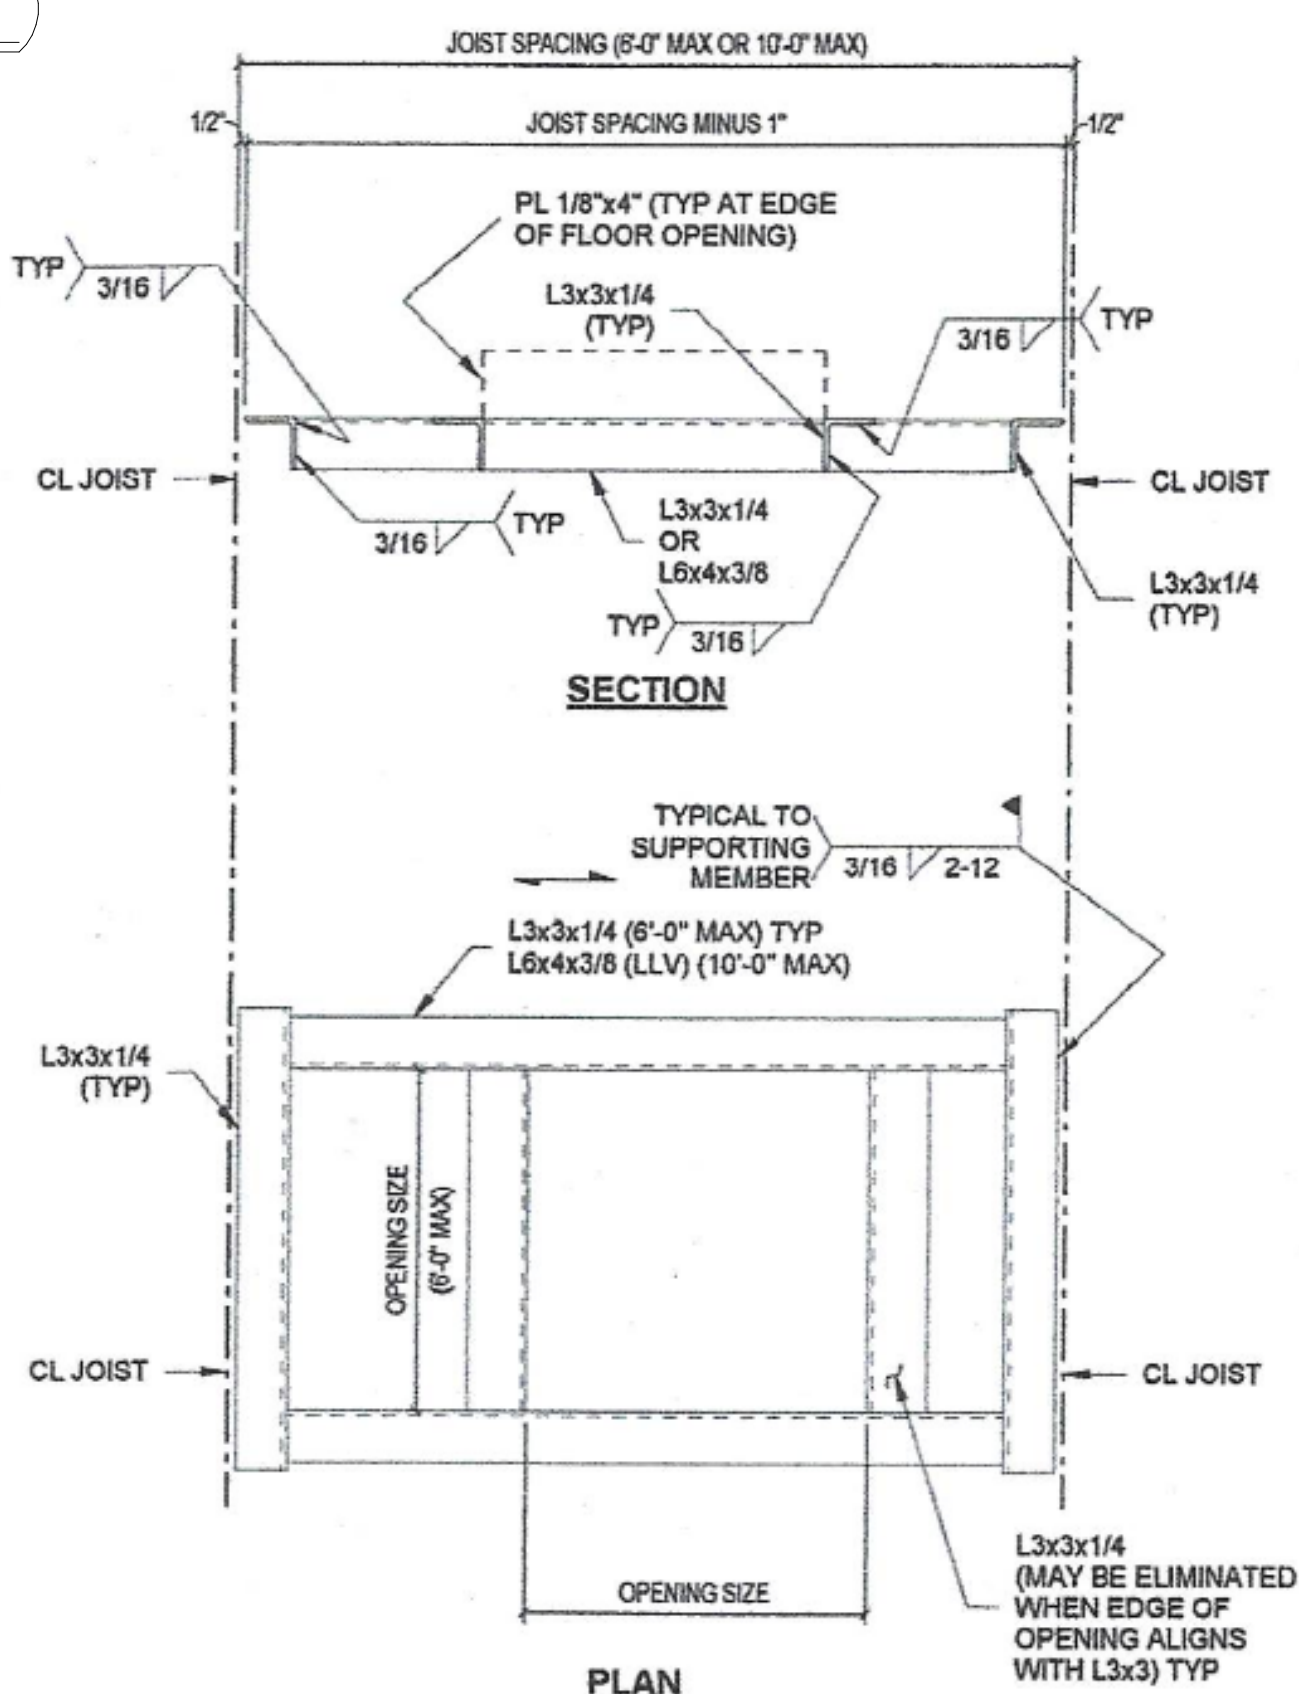 JOIST SPACING (6'-0" MAX OR 10'-0" MAX)
1/2"
JOIST SPACING MINUS 1"
1/2"
PL 1/8"x4" (TYP AT EDGE
OF FLOOR OPENING)
TYP
3/16
L3x3x1/4
(TYP)
3/16
TYP
CL JOIST
CL JOIST
3/16
TYP
L3x3x1/4
OR
L6x4x3/8
L3x3x1/4
(TYP)
TYP
3/16
SECTION
TYPICAL TO
SUPPORTING
MEMBER
3/16
2-12
L3x3x1/4 (6'-0" MAX) TYP
L6x4x3/8 (LLV) (10'-0" MAX)
L3x3x1/4
(TYP)
OPENING SIZE
(6'-0" MAX)
CL JOIST
CL JOIST
L3x3x1/4
(MAY BE ELIMINATED
WHEN EDGE OF
OPENING ALIGNS
WITH L3x3) TYP
OPENING SIZE
PLAN